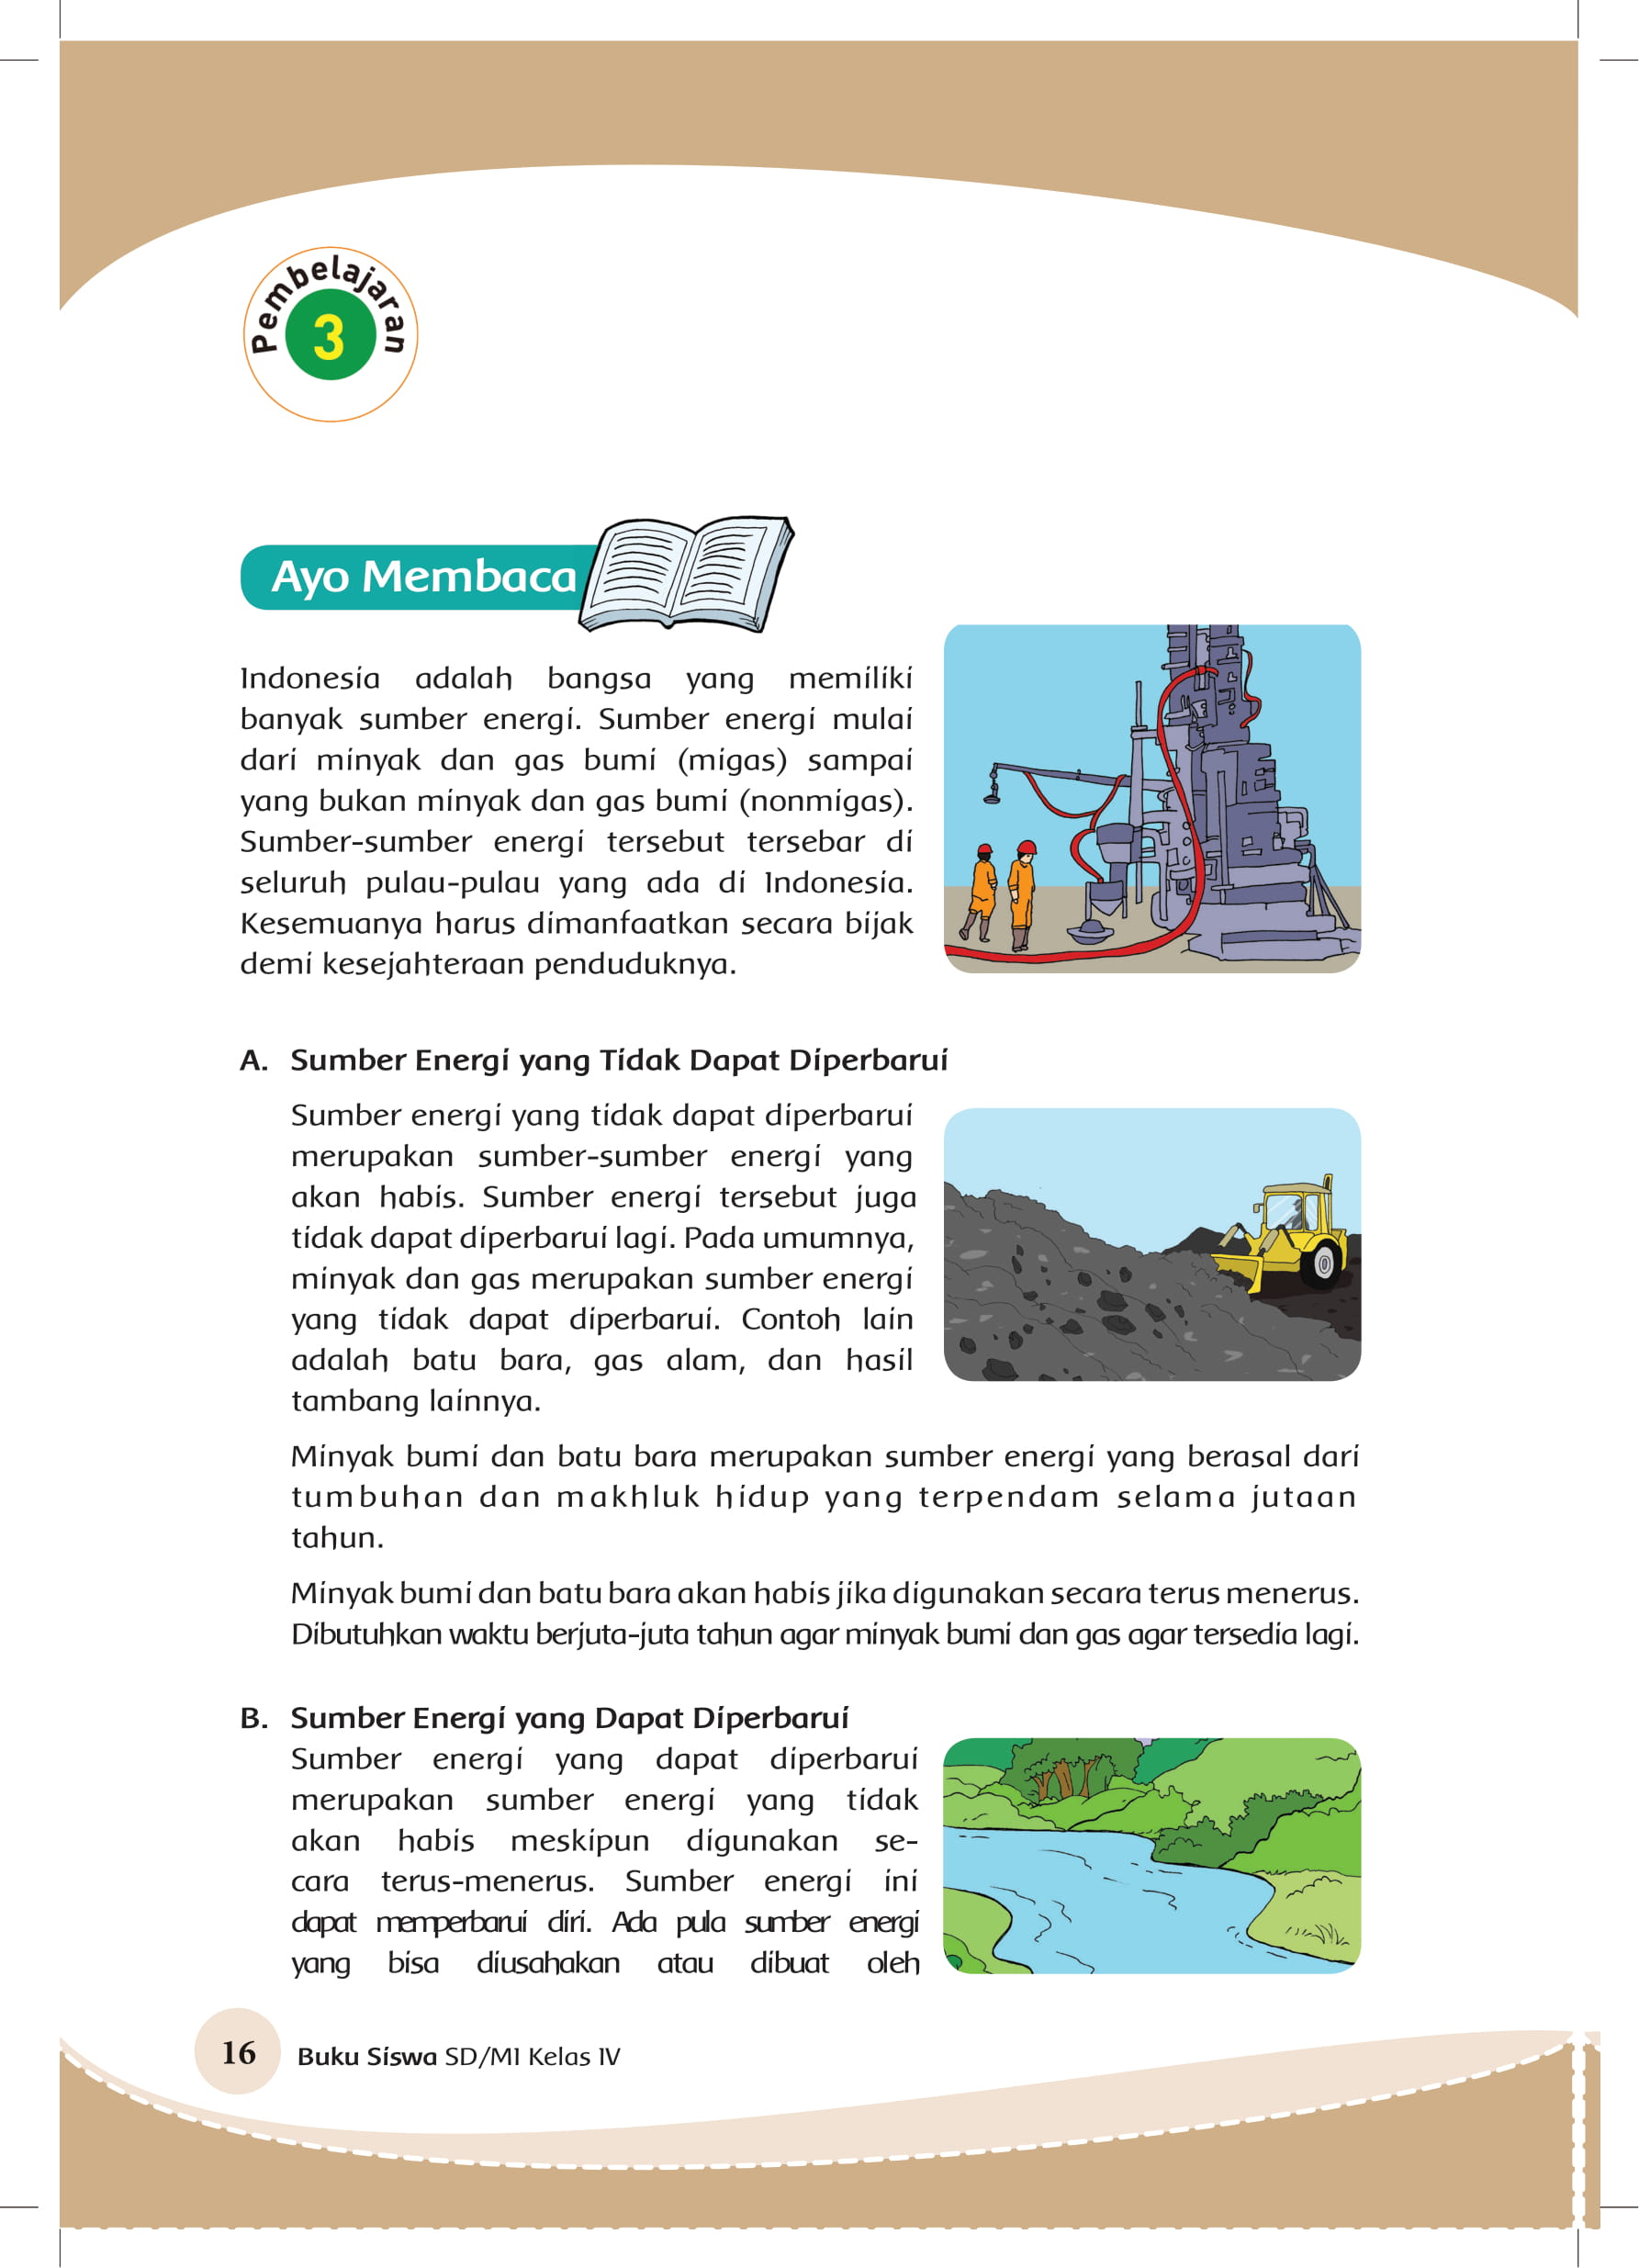 Pembelajaran
3
Ayo Membaca
Indonesia adalah bangsa yang memiliki
banyak sumber energi. Sumber energi mulai
dari minyak dan gas bumi (migas) sampai
yang bukan minyak dan gas bumi (nonmigas).
Sumber-sumber energi tersebut tersebar di
seluruh pulau-pulau yang ada di Indonesia.
Kesemuanya harus dimanfaatkan secara bijak
demi kesejahteraan penduduknya.
A. Sumber Energi yang Tidak Dapat Diperbarui
Sumber energi yang tidak dapat diperbarui
merupakan sumber-sumber energi yang
akan habis. Sumber energi tersebut juga
tidak dapat diperbarui lagi. Pada umumnya,
minyak dan gas merupakan sumber energi
yang tidak dapat diperbarui. Contoh lain
adalah batu bara, gas alam, dan hasil
tambang lainnya.
Minyak bumi dan batu bara merupakan sumber energi yang berasal dari
tumbuhan dan makhluk hidup yang terpendam selama jutaan
tahun.
Minyak bumi dan batu bara akan habis jika digunakan secara terus menerus.
Dibutuhkan waktu berjuta-juta tahun agar minyak bumi dan gas agar tersedia lagi.
B. Sumber Energi yang Dapat Diperbarui
Sumber energi yang dapat diperbarui
merupakan sumber energi yang tidak
akan habis meskipun digunakan se-
cara terus-menerus. Sumber energi ini
dapat memperbarui diri. Ada pula sumber energi
yang bisa diusahakan atau dibuat oleh
16 Buku Siswa SD/MI Kelas IV